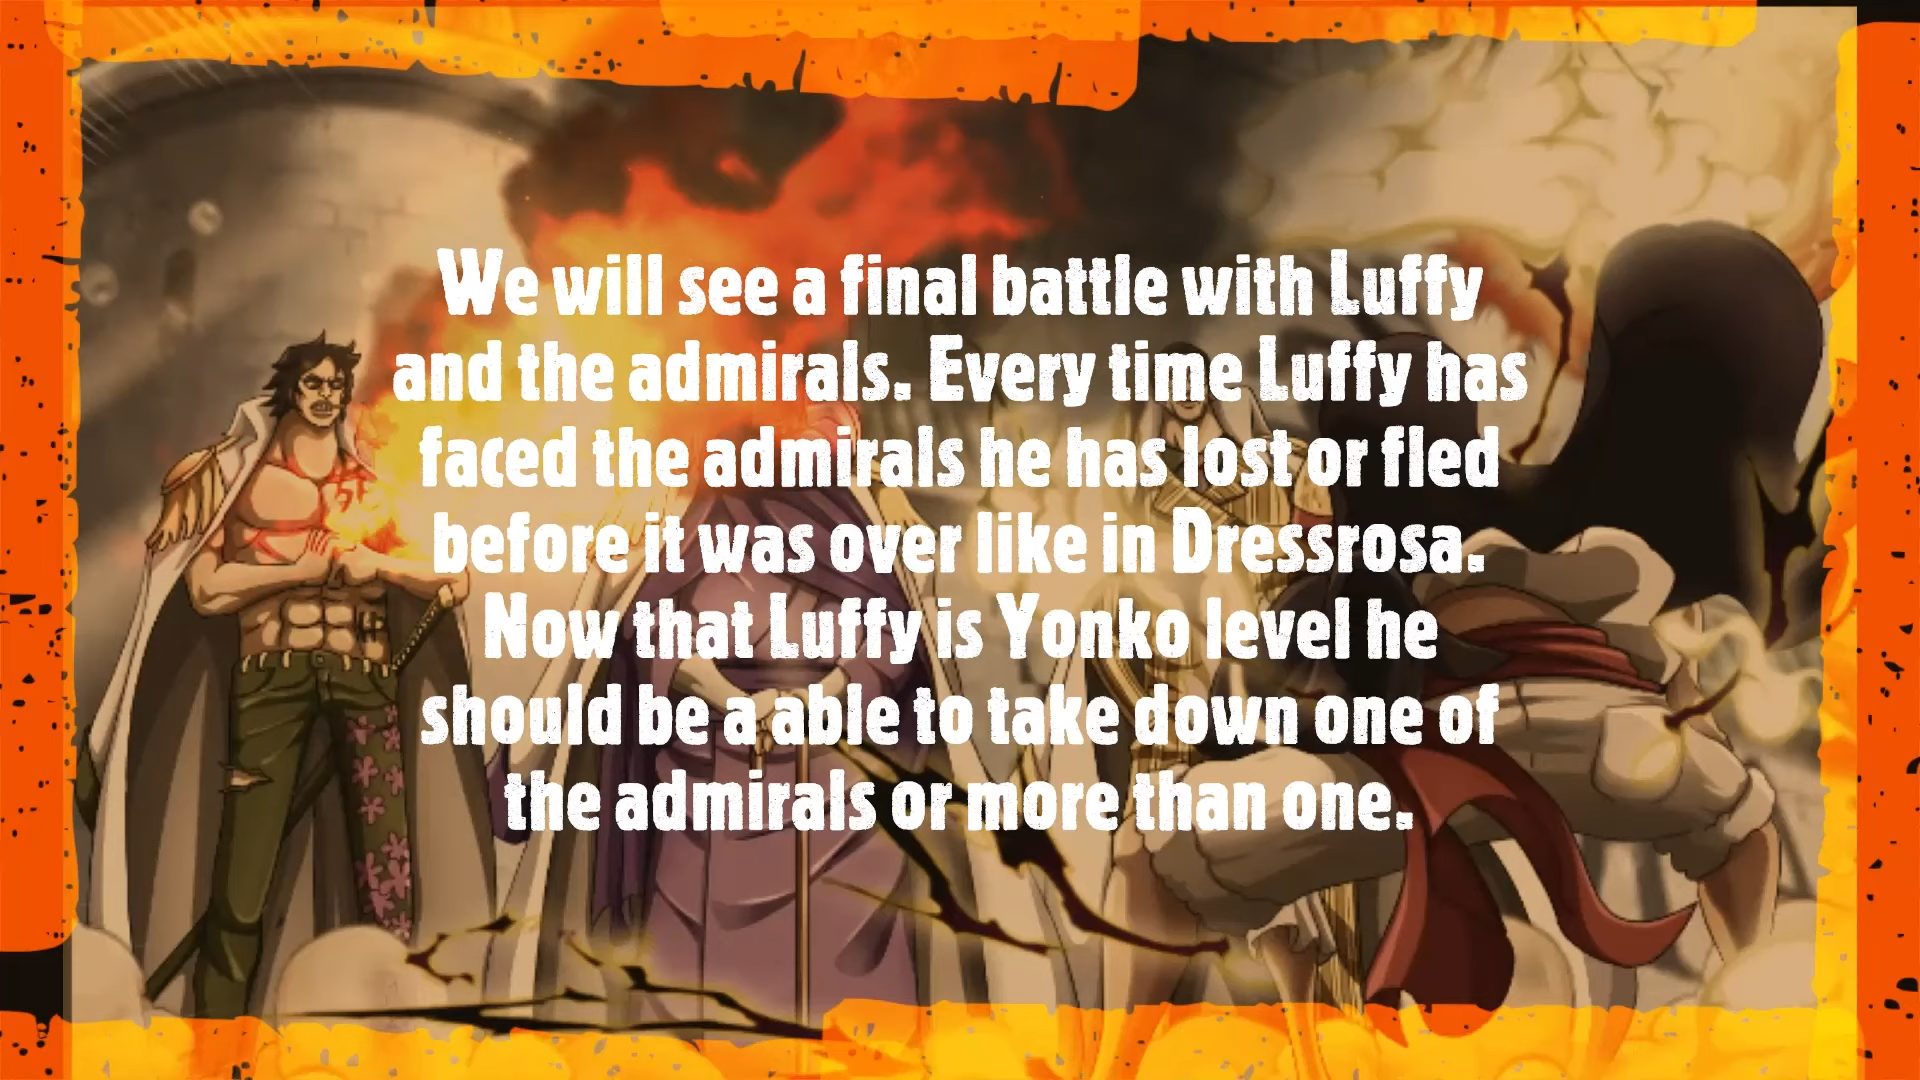 We will see a final battle with Luffy
and the admirals. Every time Luffy has
faced the admirals he has lost or fled
before it was over like in Dressrosa.
Now that Luffy is Yonko level he
should be a able to take down one of
the admirals or more than one.